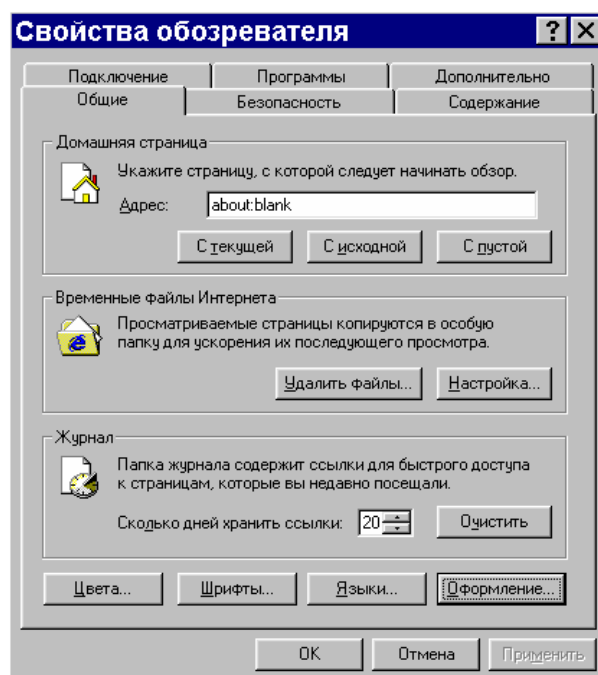 Свойства обозревателя ? ×
Подключение Программы Дополнительно
Общие Безопасность Содержание
Домашняя страница
Укажите страницу, с которой следует начинать обзор.
Адрес: about:blank
С текущей С исходной С пустой
Временные файлы Интернета
Просматриваемые страницы копируются в особую
папку для ускорения их последующего просмотра.
Удалить файлы... Настройка...
Журнал
Папка журнала содержит ссылки для быстрого доступа
к страницам, которые вы недавно посещали.
Сколько дней хранить ссылки: 20 Очистить
Цвета... Шрифты... Языки... Оформление...
OK Отмена Применить